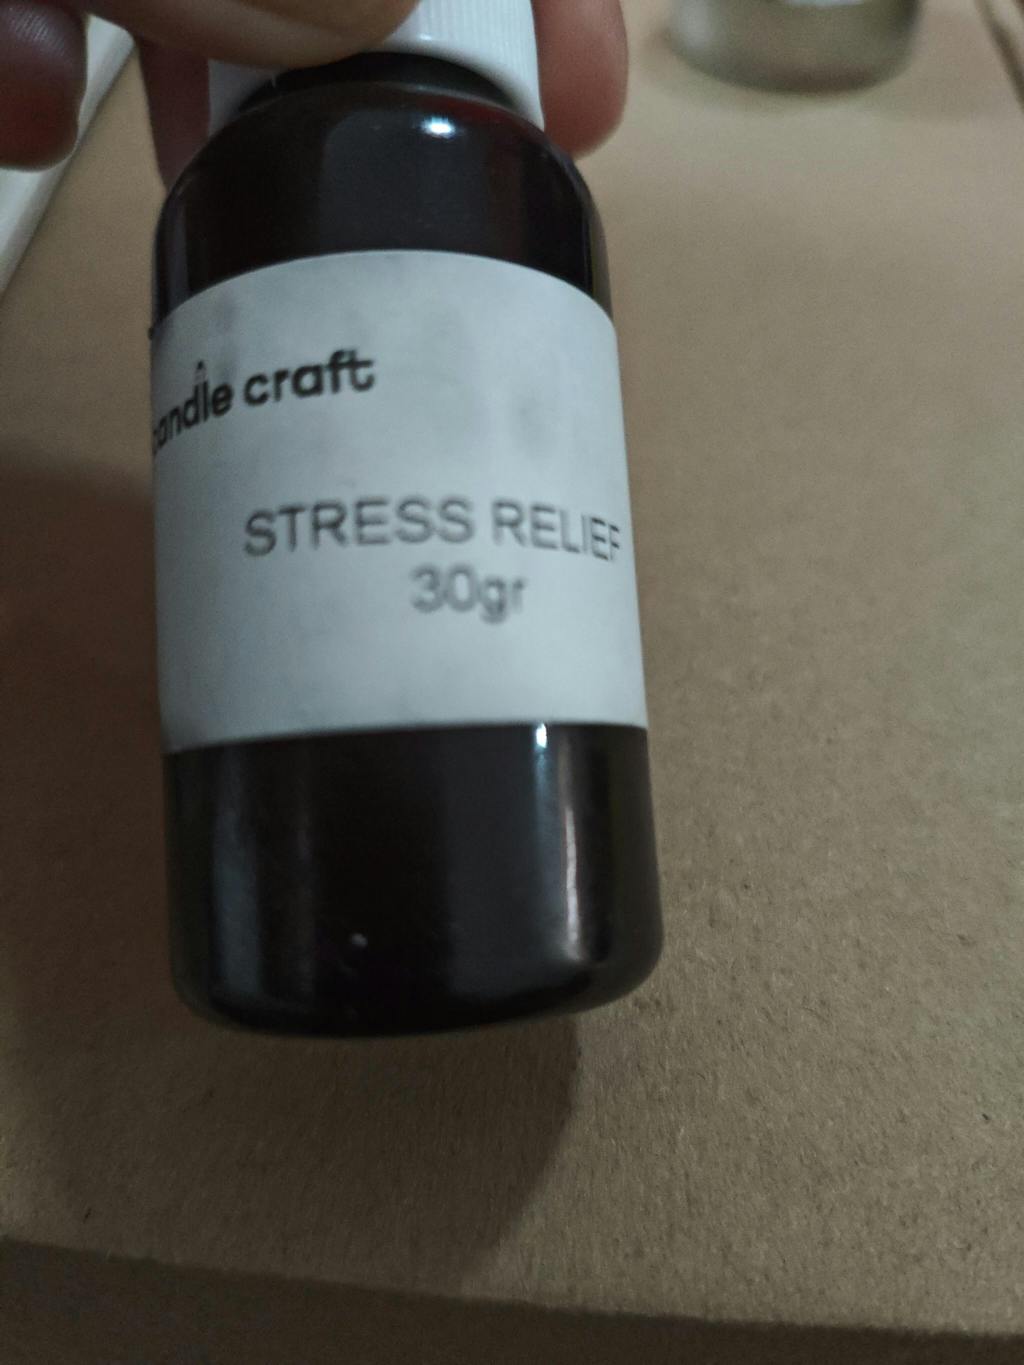 candle craft
STRESS RELIEF
30gr